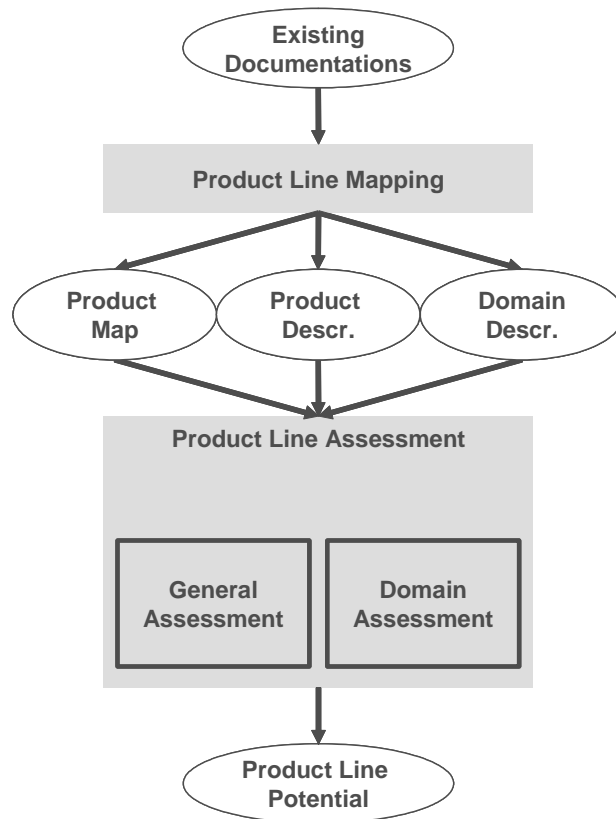 Existing
Documentations
Product Line Mapping
Product
Map
Product
Descr.
Domain
Descr.
Product Line Assessment
General
Assessment
Domain
Assessment
Product Line
Potential